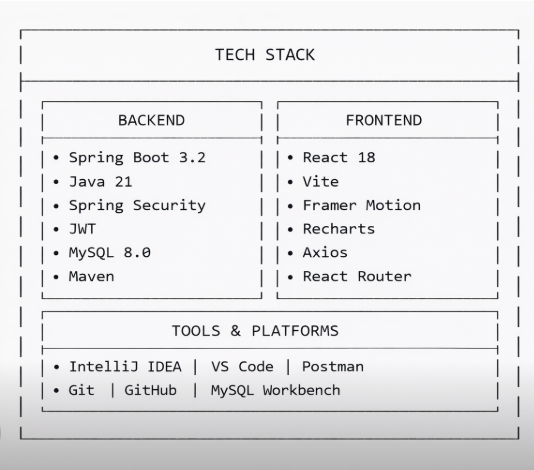 TECH STACK
BACKEND
• Spring Boot 3.2
• Java 21
• Spring Security
• JWT
• MySQL 8.0
• Maven
FRONTEND
• React 18
• Vite
• Framer Motion
• Recharts
• Axios
• React Router
TOOLS & PLATFORMS
• IntelliJ IDEA | VS Code | Postman
• Git | GitHub | MySQL Workbench